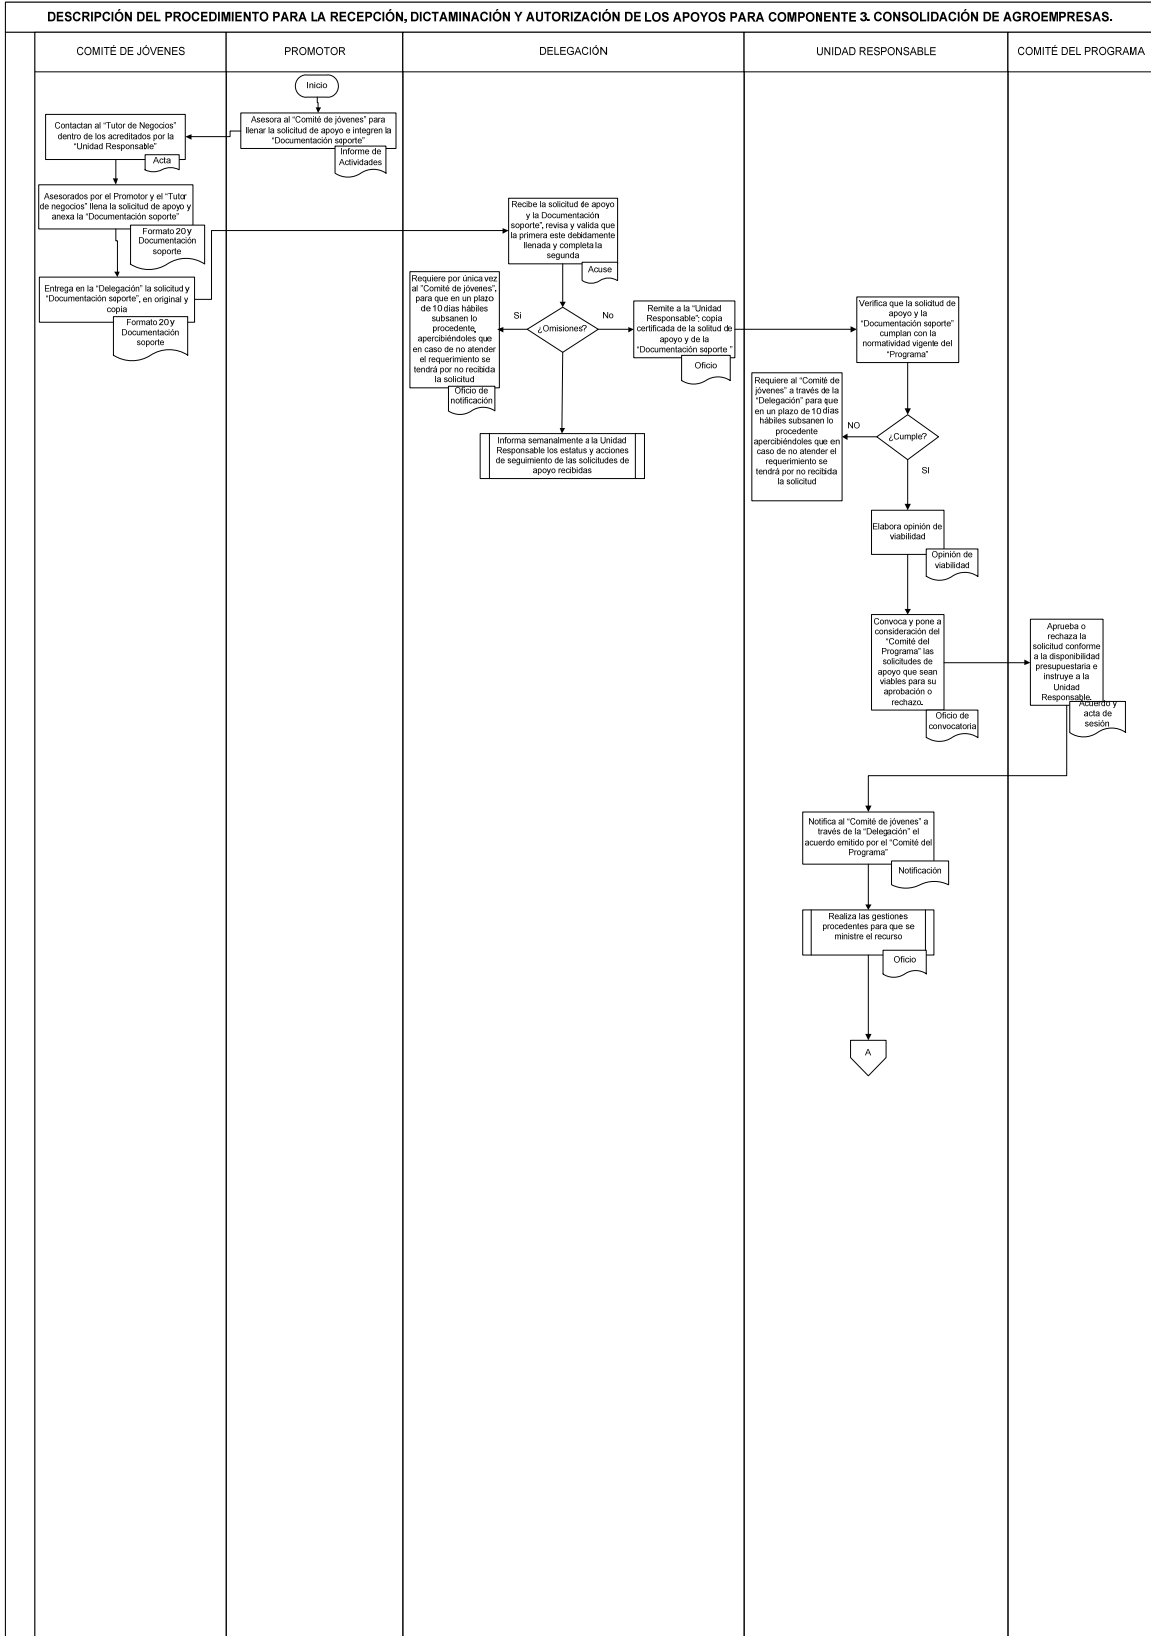 DESCRIPCIÓN DEL PROCEDIMIENTO PARA LA RECEPCIÓN, DICTAMINACIÓN Y AUTORIZACIÓN DE LOS APOYOS PARA COMPONENTE 3. CONSOLIDACIÓN DE AGROEMPRESAS.
COMITÉ DE JÓVENES
PROMOTOR
DELEGACIÓN
UNIDAD RESPONSABLE
COMITÉ DEL PROGRAMA
Inicio
Asesora al “Comité de jóvenes” para
llenar la solicitud de apoyo e integren la
“Documentación soporte”
Informe de
Actividades
Contactan al “Tutor de Negocios”
dentro de los acreditados por la
“Unidad Responsable”
Acta
Asesorados por el Promotor y el “Tutor
de negocios” llena la solicitud de apoyo y
anexa la “Documentación soporte”
Formato 20 y
Documentación
soporte
Entrega en la “Delegación” la solicitud y
“Documentación soporte”, en original y
copia
Formato 20 y
Documentación
soporte
Recibe la solicitud de apoyo
y la Documentación
soporte”, revisa y valida que
la primera este debidamente
llenada y completa la
segunda
Acuse
¿Omisiones?
Si
No
Requiere por única vez
al “Comité de jóvenes”,
para que en un plazo
de 10 días hábiles
subsanen lo
procedente,
apercibiéndoles que
en caso de no atender
el requerimiento se
tendrá por no recibida
la solicitud
Oficio de
notificación
Remite a la “Unidad
Responsable”; copia
certificada de la solitud de
apoyo y de la
“Documentación soporte ”
Oficio
Informa semanalmente a la Unidad
Responsable los estatus y acciones
de seguimiento de las solicitudes de
apoyo recibidas
Verifica que la solicitud de
apoyo y la
“Documentación soporte”
cumplan con la
normatividad vigente del
“Programa”
¿Cumple?
NO
SI
Requiere al “Comité de
jóvenes” a través de la
“Delegación” para que
en un plazo de 10 días
hábiles subsanen lo
procedente
apercibiéndoles que en
caso de no atender el
requerimiento se
tendrá por no recibida
la solicitud
Elabora opinión de
viabilidad
Opinión de
viabilidad
Convoca y pone a
consideración del
“Comité del
Programa” las
solicitudes de
apoyo que sean
viables para su
aprobación o
rechazo.
Oficio de
convocatoria
Aprueba o
rechaza la
solicitud conforme
a la disponibilidad
presupuestaria e
instruye a la
Unidad
Responsable.
Acuerdo y
acta de
sesión
Notifica al “Comité de jóvenes” a
través de la “Delegación” el
acuerdo emitido por el “Comité del
Programa”
Notificación
Realiza las gestiones
procedentes para que se
ministre el recurso
Oficio
A